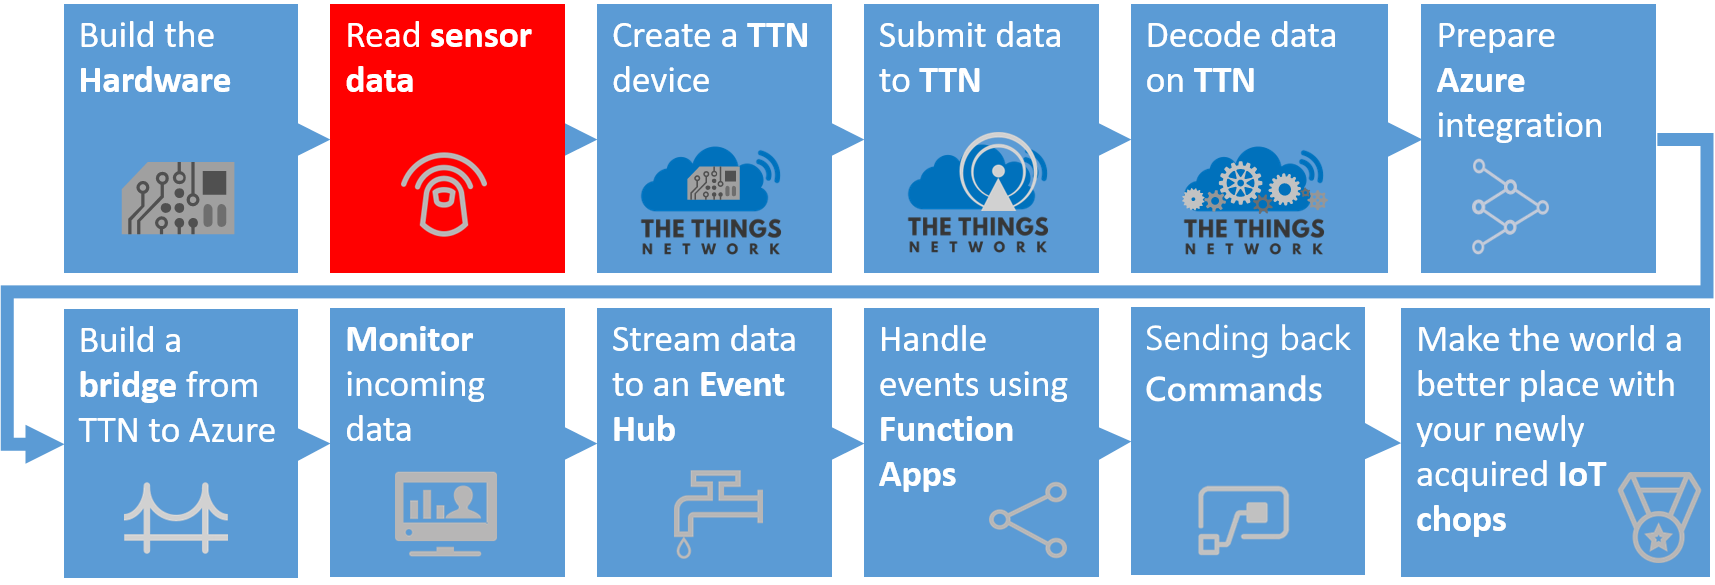 Build the
Hardware
Read sensor
data
Create a TTN
device
THE THINGS
NETWORK
Submit data
to TTN
THE THINGS
NETWORK
Decode data
on TTN
THE THINGS
NETWORK
Prepare
Azure
integration
Build a
bridge from
TTN to Azure
Monitor
incoming
data
Stream data
to an Event
Hub
Handle
events using
Function
Apps
Sending back
Commands
Make the world a
better place with
your newly
acquired IoT
chops